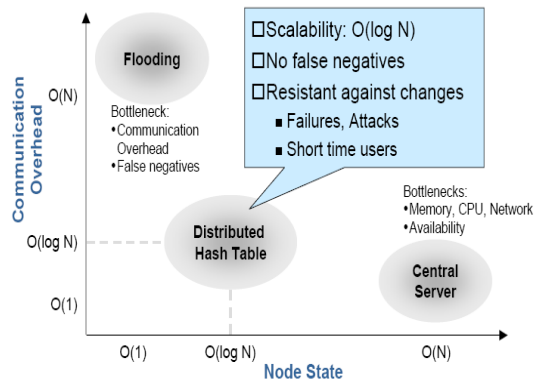 ☐Scalability: O(log N)
☐No false negatives
☐Resistant against changes
▪ Failures, Attacks
▪ Short time users
Communication
Overhead
O(N)
O(log N)
O(1)
Flooding
Bottleneck:
•Communication
Overhead
•False negatives
Distributed
Hash Table
Bottlenecks:
•Memory, CPU, Network
•Availability
Central
Server
O(1)
O(log N)
O(N)
Node State